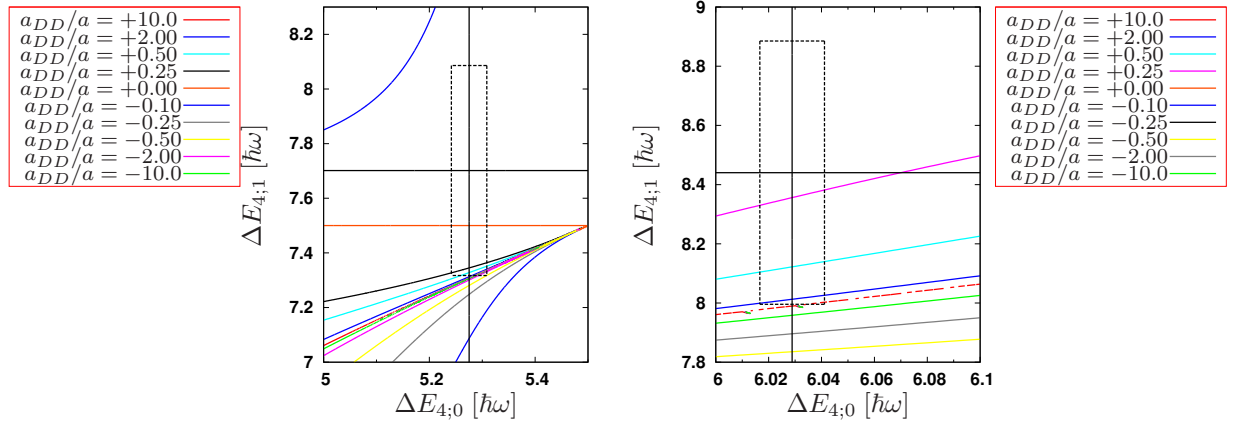 a_{DD}/a = +10.0
a_{DD}/a = +2.00
a_{DD}/a = +0.50
a_{DD}/a = +0.25
a_{DD}/a = +0.00
a_{DD}/a = −0.10
a_{DD}/a = −0.25
a_{DD}/a = −0.50
a_{DD}/a = −2.00
a_{DD}/a = −10.0
ΔE_{4;1} [ħω]
8.2
8
7.8
7.6
7.4
7.2
7
5
5.2
5.4
ΔE_{4;0} [ħω]
ΔE_{4;1} [ħω]
9
8.8
8.6
8.4
8.2
8
7.8
6
6.02
6.04
6.06
6.08
6.1
ΔE_{4;0} [ħω]
a_{DD}/a = +10.0
a_{DD}/a = +2.00
a_{DD}/a = +0.50
a_{DD}/a = +0.25
a_{DD}/a = +0.00
a_{DD}/a = −0.10
a_{DD}/a = −0.25
a_{DD}/a = −0.50
a_{DD}/a = −2.00
a_{DD}/a = −10.0